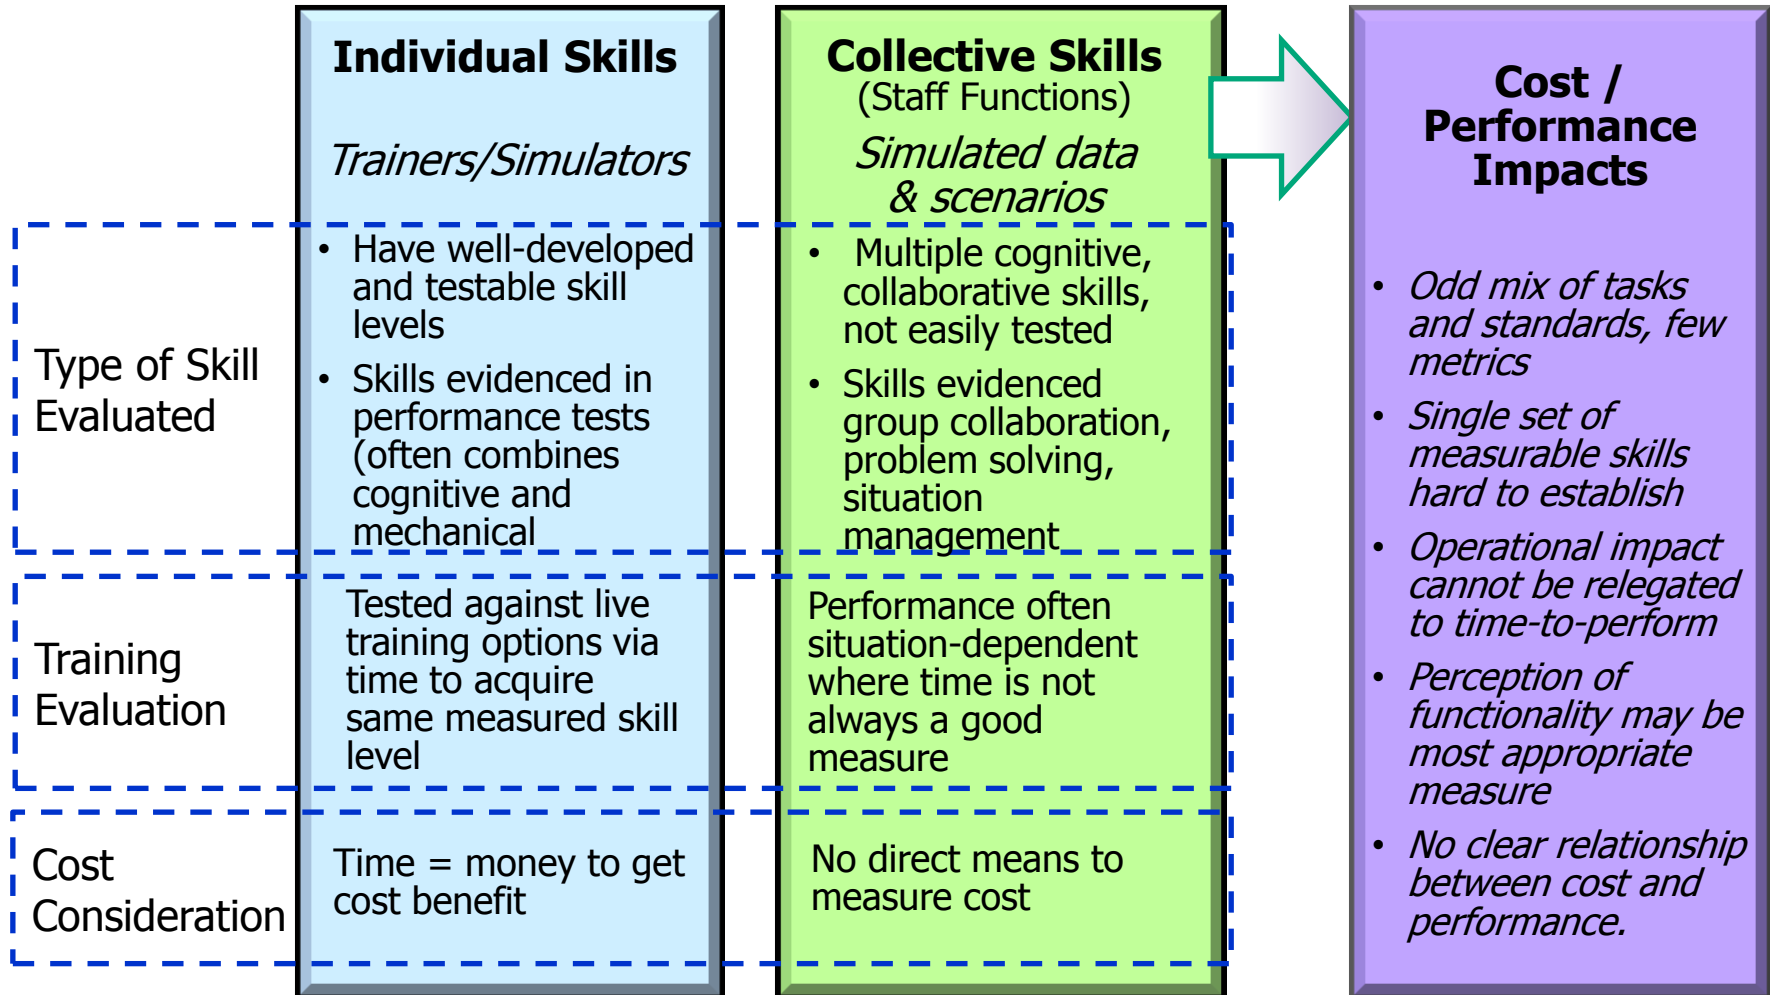 Individual Skills
Trainers/Simulators
Collective Skills
(Staff Functions)
Simulated data
& scenarios
Cost /
Performance
Impacts
Type of Skill
Evaluated
• Have well-developed
and testable skill
levels
• Skills evidenced in
performance tests
(often combines
cognitive and
mechanical
• Multiple cognitive,
collaborative skills,
not easily tested
• Skills evidenced
group collaboration,
problem solving,
situation
management
Training
Evaluation
Tested against live
training options via
time to acquire
same measured skill
level
Performance often
situation-dependent
where time is not
always a good
measure
Cost
Consideration
Time = money to get
cost benefit
No direct means to
measure cost
• Odd mix of tasks
and standards, few
metrics
• Single set of
measurable skills
hard to establish
• Operational impact
cannot be relegated
to time-to-perform
• Perception of
functionality may be
most appropriate
measure
• No clear relationship
between cost and
performance.